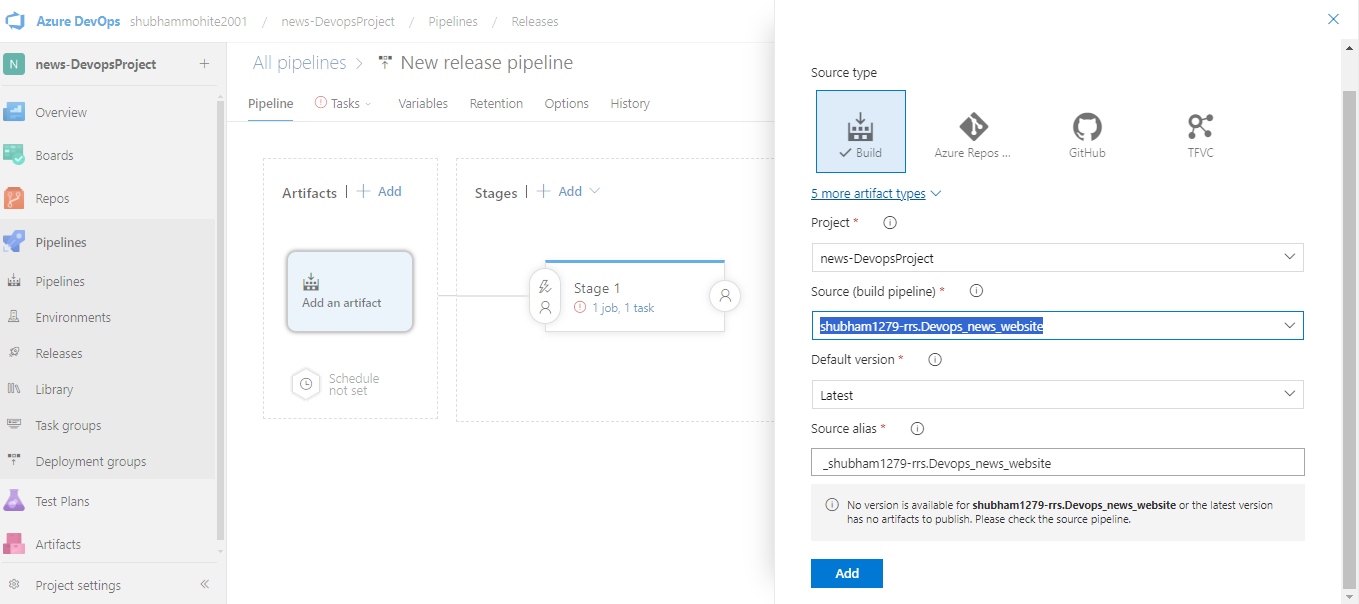 Azure DevOps shubhammohite2001 / news-DevopsProject / Pipelines / Releases
N news-DevopsProject +
Overview
Boards
Repos
Pipelines
Pipelines
Environments
Releases
Library
Task groups
Deployment groups
Test Plans
Artifacts
Project settings
All pipelines > New release pipeline
Pipeline Tasks Variables Retention Options History
Artifacts | + Add
Add an artifact
Schedule
not set
Stages | + Add
Stage 1
1 job, 1 task
Source type
Build Azure Repos ... GitHub TFVC
5 more artifact types
Project *
news-DevopsProject
Source (build pipeline) *
shubham1279-rrs.Devops_news_website
Default version *
Latest
Source alias *
_shubham1279-rrs.Devops_news_website
No version is available for shubham1279-rrs.Devops_news_website or the latest version
has no artifacts to publish. Please check the source pipeline.
Add